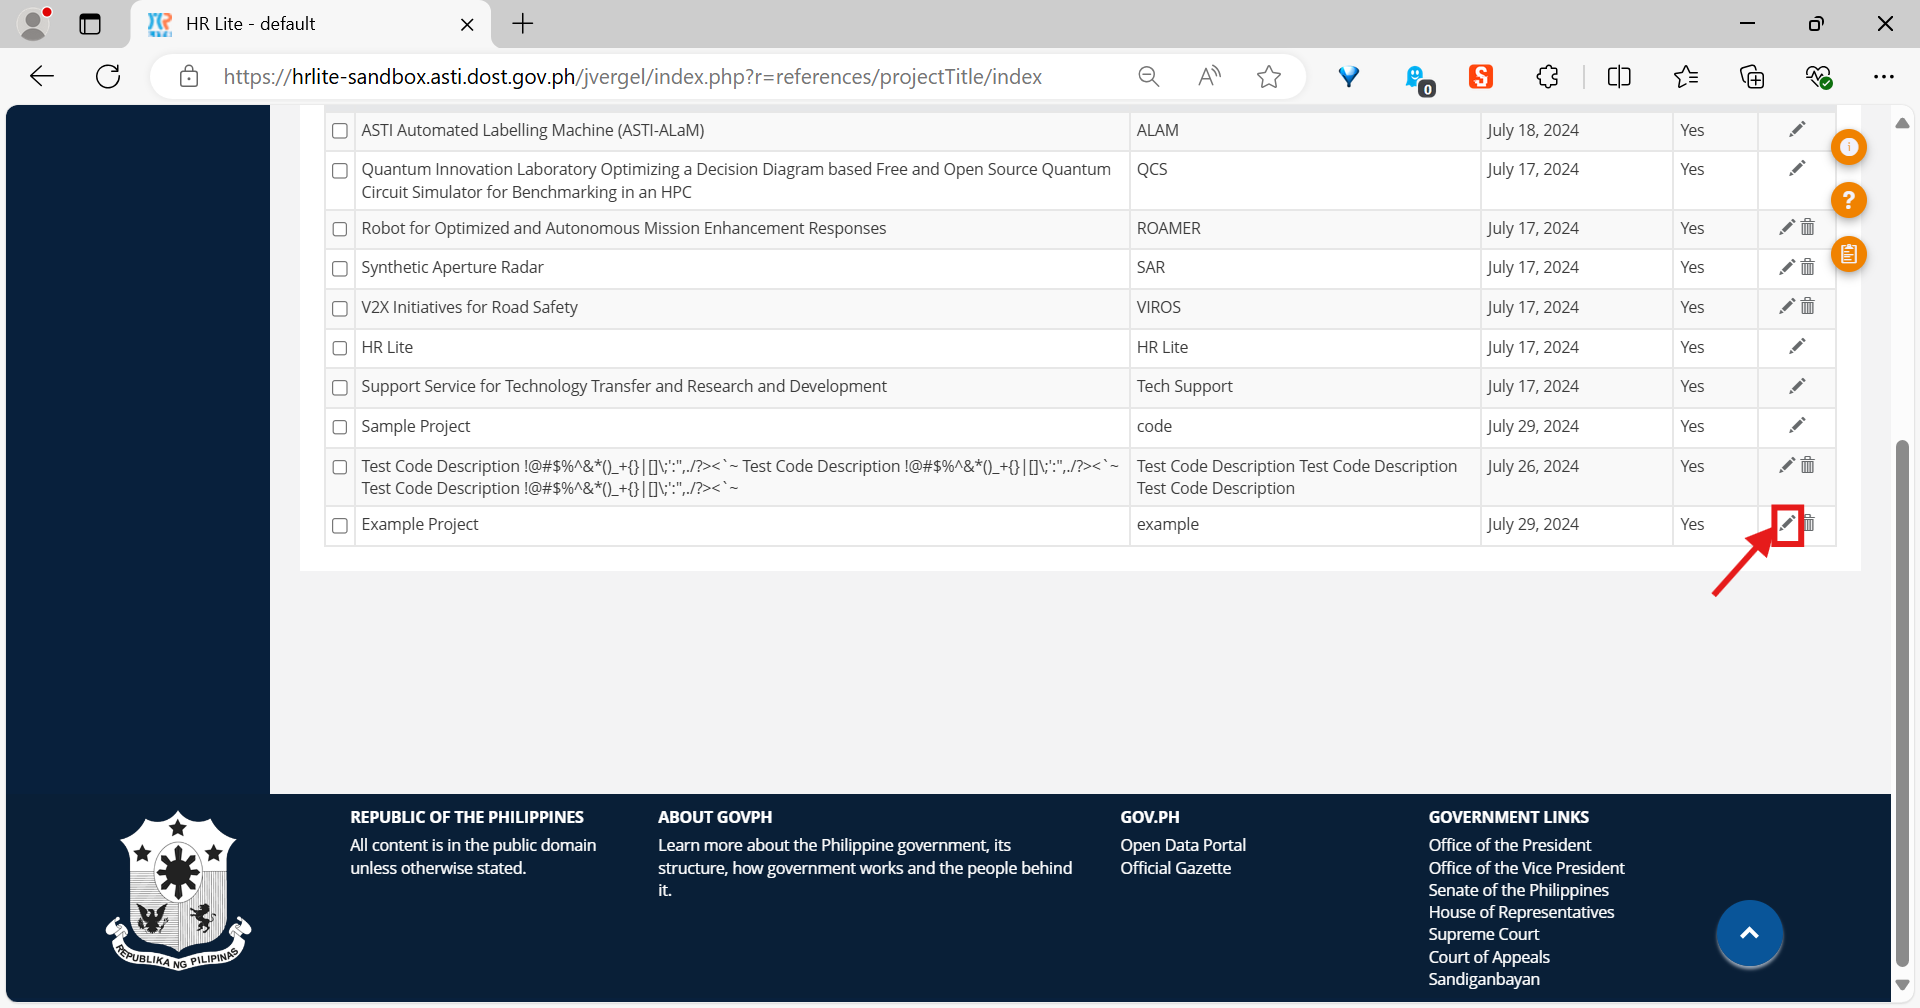 HR Lite - default
https://hrlite-sandbox.asti.dost.gov.ph/jvergel/index.php?r=references/projectTitle/index
0
ASTI Automated Labelling Machine (ASTI-ALaM) ALAM July 18, 2024 Yes
Quantum Innovation Laboratory Optimizing a Decision Diagram based Free and Open Source Quantum QCS July 17, 2024 Yes
Circuit Simulator for Benchmarking in an HPC
Robot for Optimized and Autonomous Mission Enhancement Responses ROAMER July 17, 2024 Yes
Synthetic Aperture Radar SAR July 17, 2024 Yes
V2X Initiatives for Road Safety VIROS July 17, 2024 Yes
HR Lite HR Lite July 17, 2024 Yes
Support Service for Technology Transfer and Research and Development Tech Support July 17, 2024 Yes
Sample Project code July 29, 2024 Yes
Test Code Description !@#$%^&*()_+{}|[]\;':",./?><`~ Test Code Description !@#$%^&*()_+{}|[]\;':",./?><`~ Test Code Description Test Code Description July 26, 2024 Yes
Test Code Description !@#$%^&*()_+{}|[]\;':",./?><`~ Test Code Description
Example Project example July 29, 2024 Yes
REPUBLIKA NG PILIPINAS
REPUBLIC OF THE PHILIPPINES
All content is in the public domain
unless otherwise stated.
ABOUT GOVPH
Learn more about the Philippine government, its
structure, how government works and the people behind
it.
GOV.PH
Open Data Portal
Official Gazette
GOVERNMENT LINKS
Office of the President
Office of the Vice President
Senate of the Philippines
House of Representatives
Supreme Court
Court of Appeals
Sandiganbayan